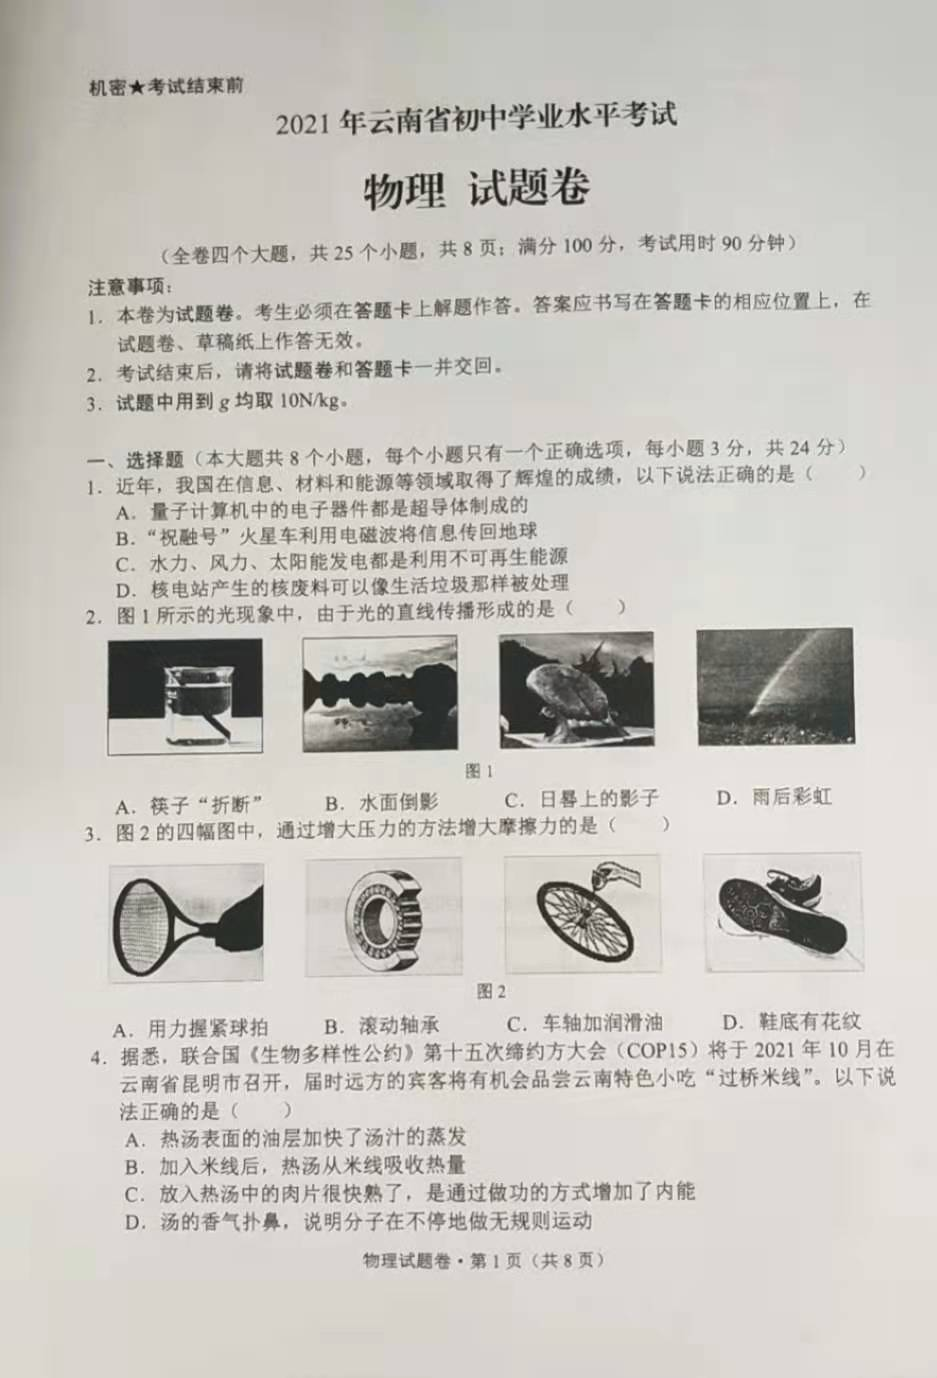 机密★考试结束前
2021 年云南省初中学业水平考试
物理 试题卷
（全卷四个大题，共 25 个小题，共 8 页；满分 100 分，考试用时 90 分钟）
注意事项：
1．本卷为试题卷。考生必须在答题卡上解题作答。答案应书写在答题卡的相应位置上，在
试题卷、草稿纸上作答无效。
2．考试结束后，请将试题卷和答题卡一并交回。
3．试题中用到 g 均取 10N/kg。
一、选择题（本大题共 8 个小题，每个小题只有一个正确选项，每小题 3 分，共 24 分）
1．近年，我国在信息、材料和能源等领域取得了辉煌的成绩，以下说法正确的是（　　）
A．量子计算机中的电子器件都是超导体制成的
B．“祝融号”火星车利用电磁波将信息传回地球
C．水力、风力、太阳能发电都是利用不可再生能源
D．核电站产生的核废料可以像生活垃圾那样被处理
2．图 1 所示的光现象中，由于光的直线传播形成的是（　　）
图 1
A．筷子“折断”　B．水面倒影　C．日晷上的影子　D．雨后彩虹
3．图 2 的四幅图中，通过增大压力的方法增大摩擦力的是（　　）
图 2
A．用力握紧球拍　B．滚动轴承　C．车轴加润滑油　D．鞋底有花纹
4．据悉，联合国《生物多样性公约》第十五次缔约方大会（COP15）将于 2021 年 10 月在
云南省昆明市召开，届时远方的宾客将有机会品尝云南特色小吃“过桥米线”。以下说
法正确的是（　　）
A．热汤表面的油层加快了汤汁的蒸发
B．加入米线后，热汤从米线吸收热量
C．放入热汤中的肉片很快熟了，是通过做功的方式增加了内能
D．汤的香气扑鼻，说明分子在不停地做无规则运动
物理试题卷·第 1 页（共 8 页）